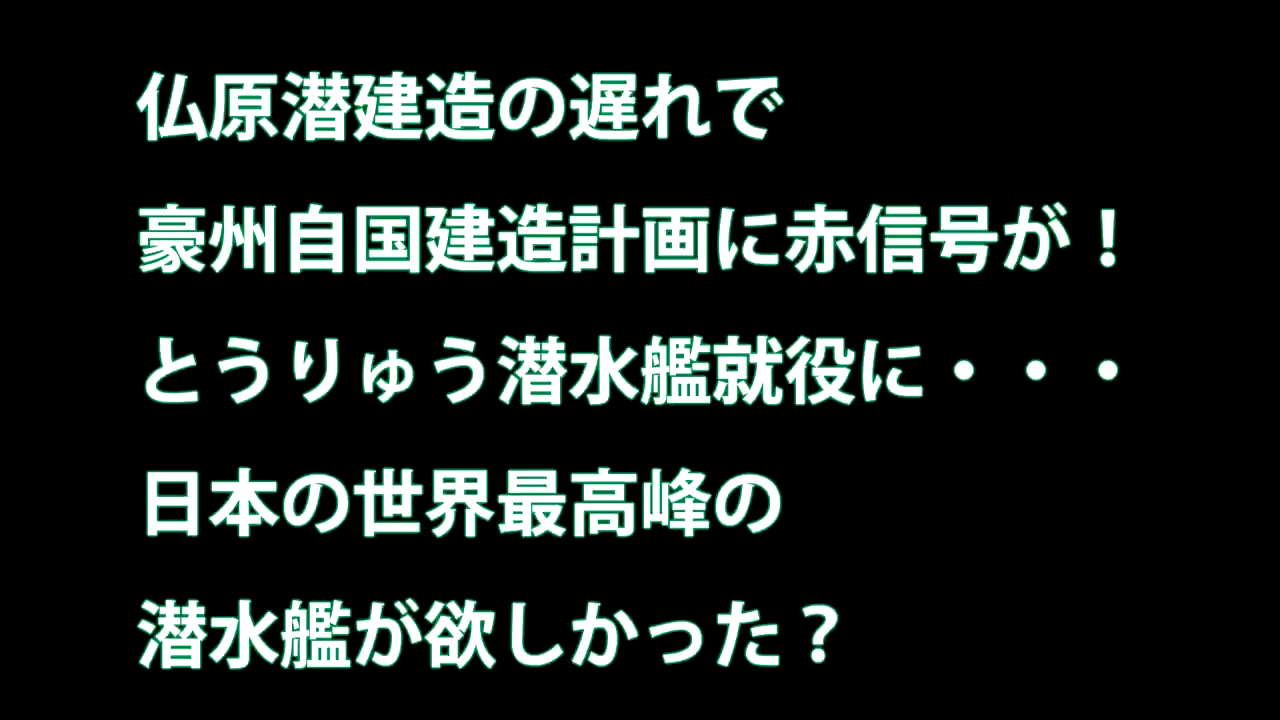 仏原潜建造の遅れで
豪州自国建造計画に赤信号が！
とうりゅう潜水艦就役に・・・
日本の世界最高峰の
潜水艦が欲しかった？